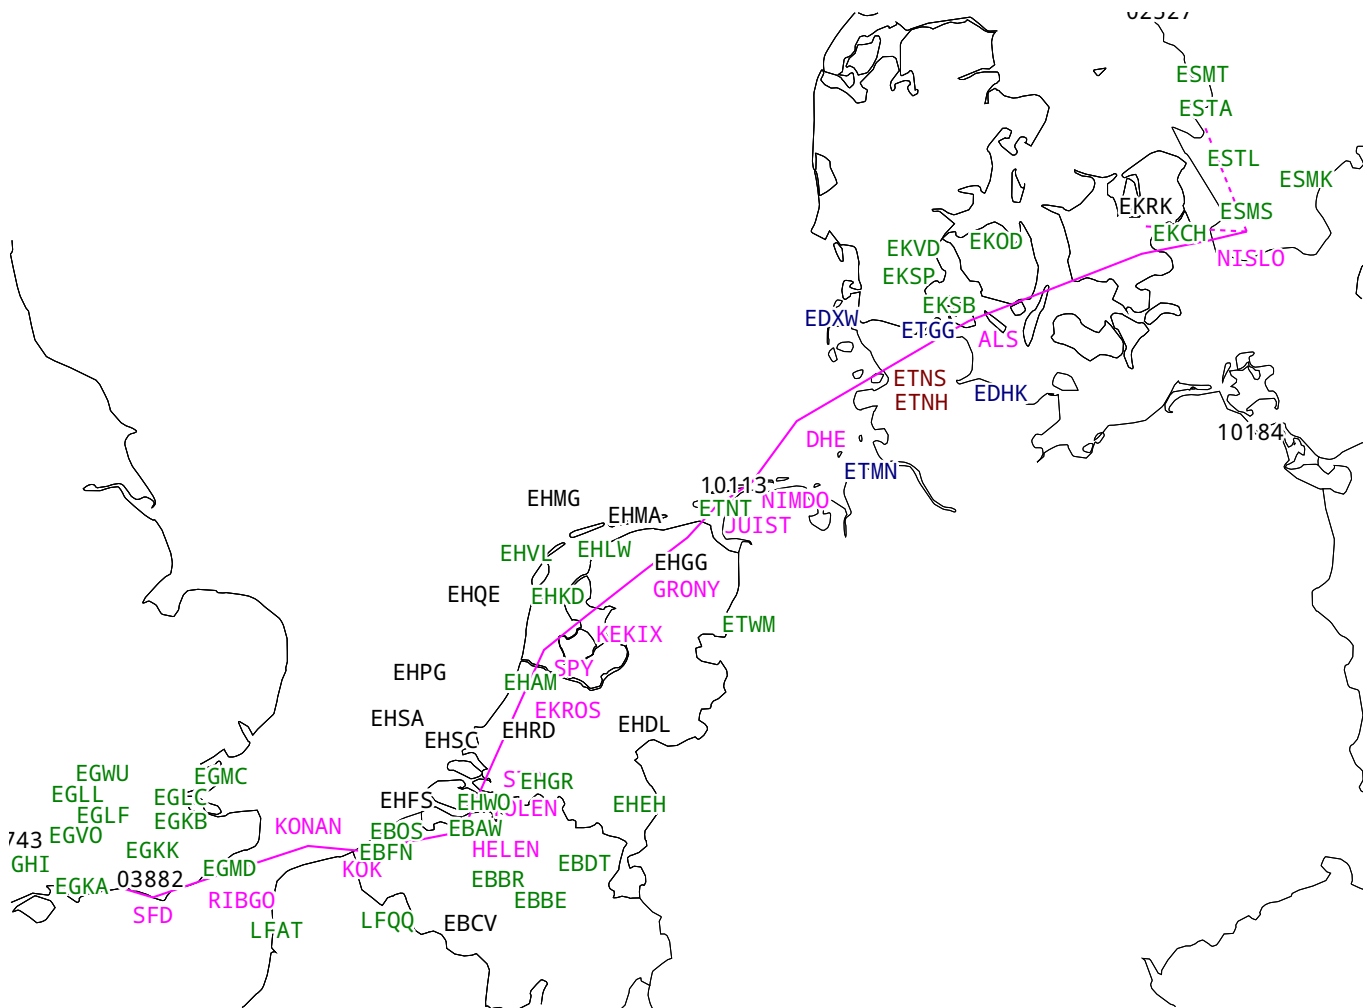 ESMT
ESTA
ESTL
ESMK
EKRK
ESMS
EKCH
EKOD
EKVD
NISLO
EKSP
EKSB
EDXW
ETGG
ALS
ETNS
EDHK
ETNH
10184
DHE
ETMN
10113
EHMG
NIMDO
ETNT
EHMA
JUIST
EHVL
EHLW
EHGG
GRONY
EHQE
EHKD
ETWM
KEKIX
SPY
EHPG
EHAM
EKROS
EHSA
EHDL
EHRD
EHSC
EGWU
EGMC
EHGR
EGLL
EGLC
EHFS
EHWO
EHEH
OLEN
EGLF
EGKB
KONAN
EBOS
EBAW
EGVO
743
EGKK
EBFN
HELEN
GHI
EGMD
KOK
EBDT
EGKA
03882
EBBR
RIBGO
EBBE
SFD
LFQQ
EBCV
LFAT